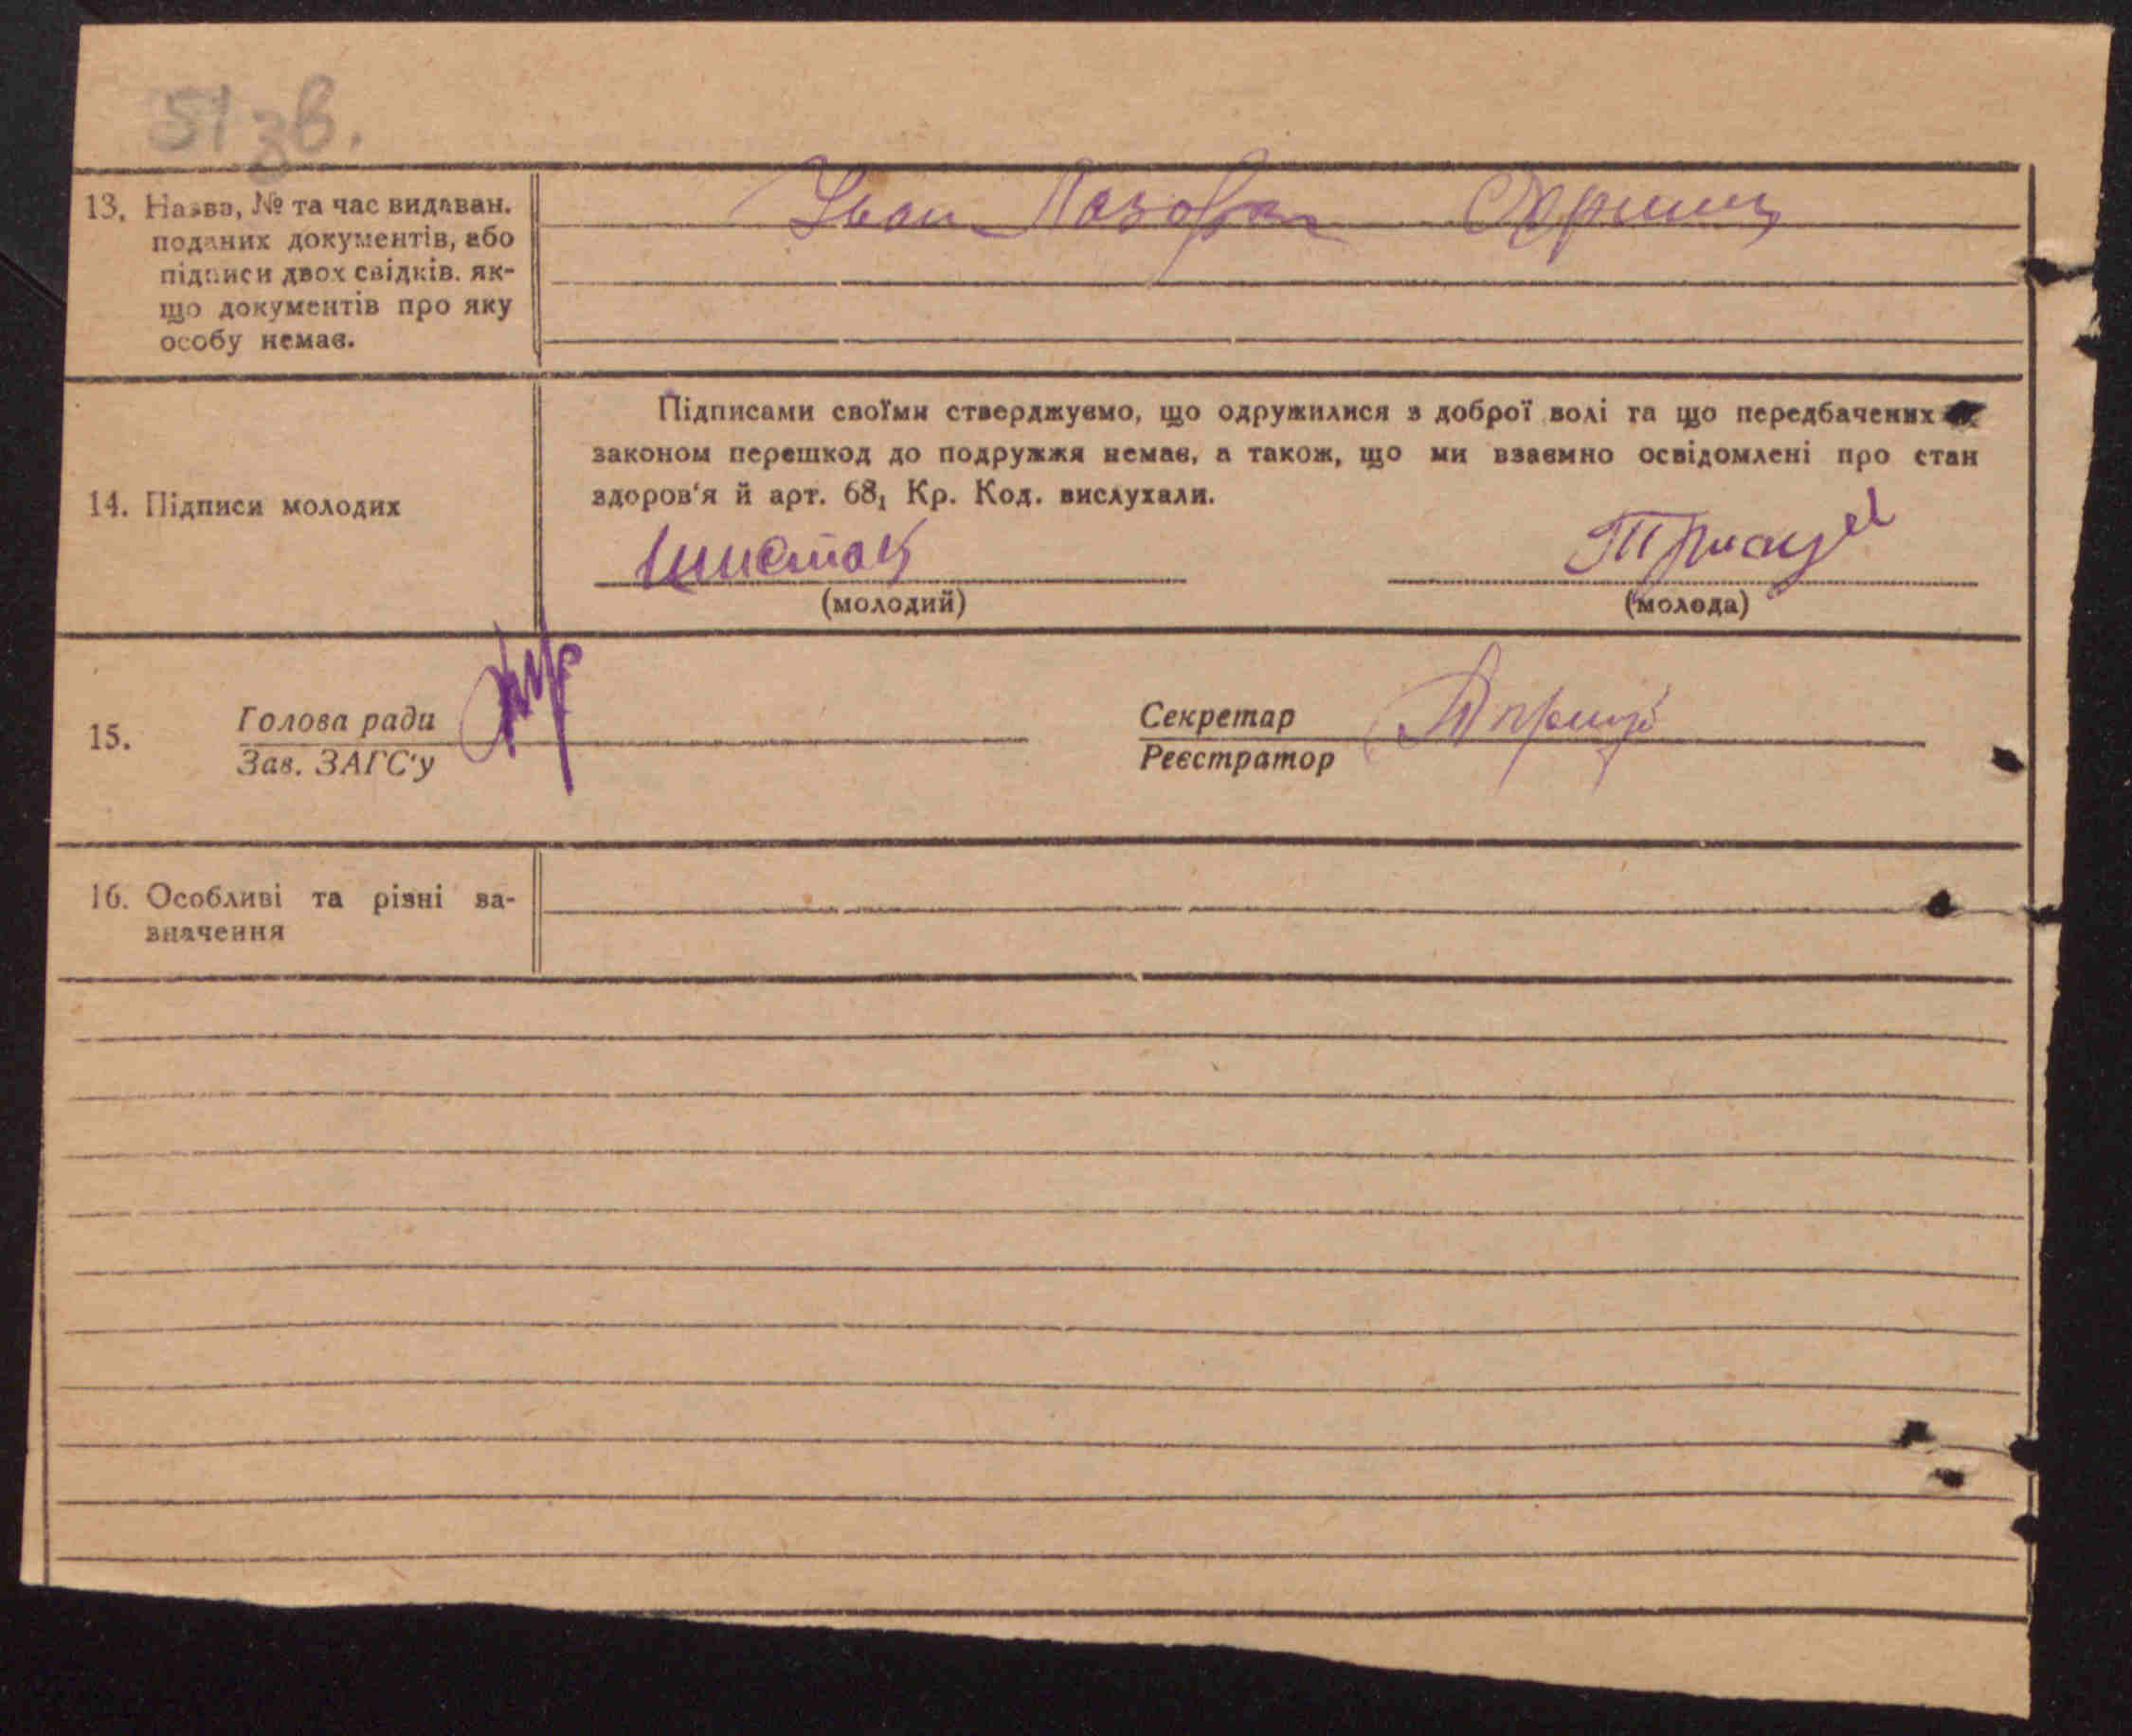 51 зв.
13. Назва, № та час видаван.
поданих документів, або
підписи двох свідків. як-
що документів про яку
особу немає.
Іван
Підписами своїми стверджуємо, що одружилися з доброї волі та що передбачених
законом перешкод до подружжя немає, а також, що ми взаємно освідомлені про стан
здоров'я й арт. 68₁ Кр. Код. вислухали.
14. Підписи молодих
(молодий) (молода)
15. Голова ради Секретар
Зав. ЗАГС'у Реєстратор
16. Особливі та різні за-
значення